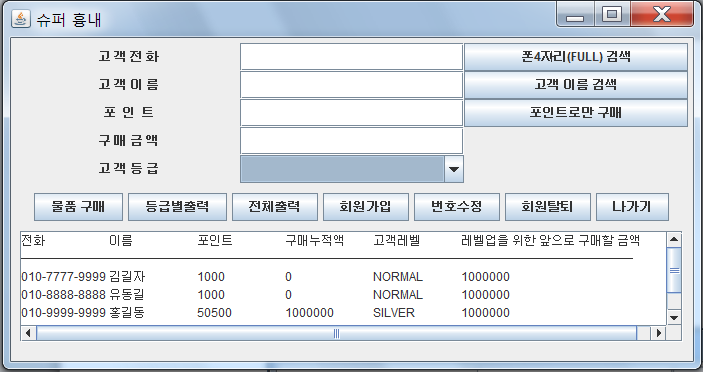 슈퍼 흉내
고객전화 폰4자리(FULL) 검색
고객이름 고객 이름 검색
포 인 트 포인트로만 구매
구매금액
고객등급
물품 구매 등급별출력 전체출력 회원가입 번호수정 회원탈퇴 나가기
전화 이름 포인트 구매누적액 고객레벨 레벨업을 위한 앞으로 구매할 금액
010-7777-9999 김길자 1000 0 NORMAL 1000000
010-8888-8888 유동길 1000 0 NORMAL 1000000
010-9999-9999 홍길동 50500 1000000 SILVER 1000000